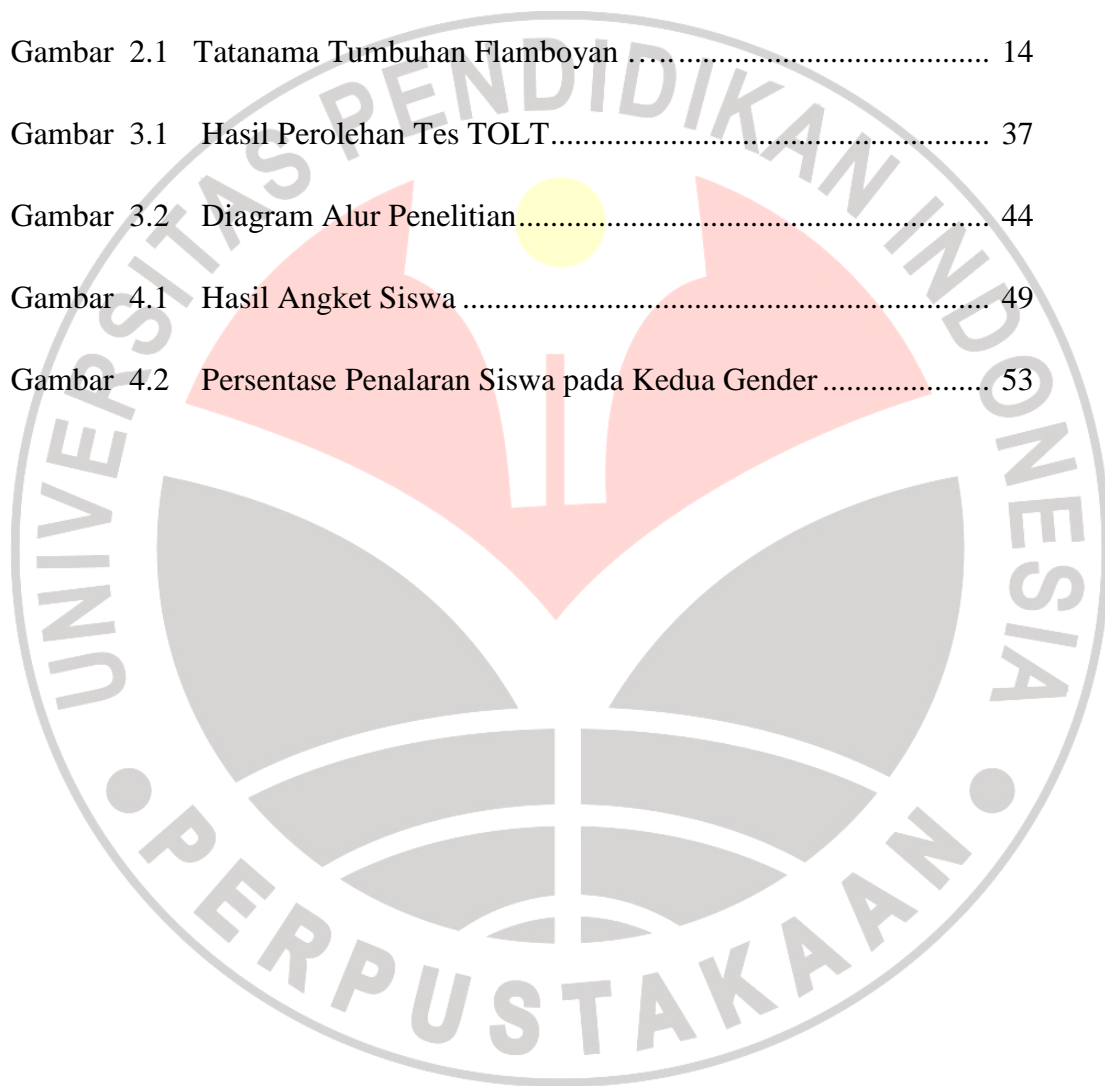 Gambar 2.1 Tatanama Tumbuhan Flamboyan ….......................................... 14
Gambar 3.1 Hasil Perolehan Tes TOLT...................................................... 37
Gambar 3.2 Diagram Alur Penelitian.......................................................... 44
Gambar 4.1 Hasil Angket Siswa ................................................................. 49
Gambar 4.2 Persentase Penalaran Siswa pada Kedua Gender ..................... 53
UNIVERSITAS PENDIDIKAN INDONESIA
PERPUSTAKAAN